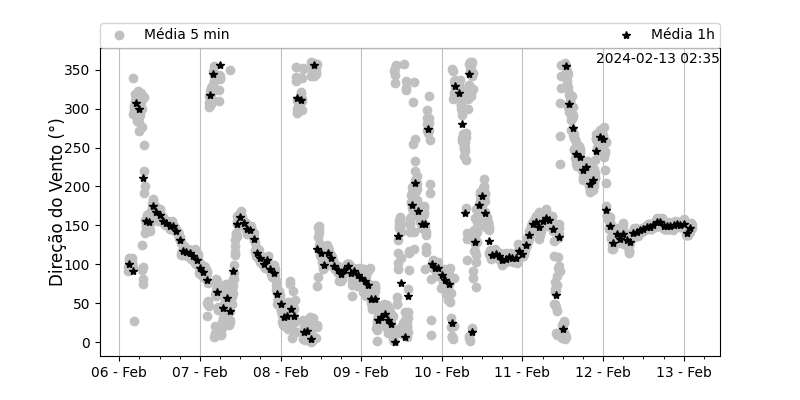 Média 5 min
Média 1h
2024-02-13 02:35
Direção do Vento (°)
350
300
250
200
150
100
50
0
06 - Feb 07 - Feb 08 - Feb 09 - Feb 10 - Feb 11 - Feb 12 - Feb 13 - Feb